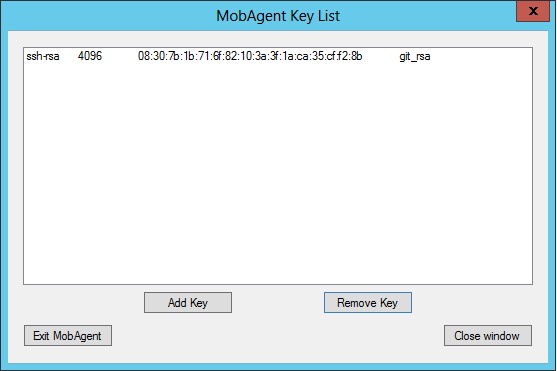 MobAgent Key List
x
ssh-rsa 4096 08:30:7b:1b:71:6f:82:10:3a:3f:1a:ca:35:cf:f2:8b git_rsa
Add Key Remove Key
Exit MobAgent Close window